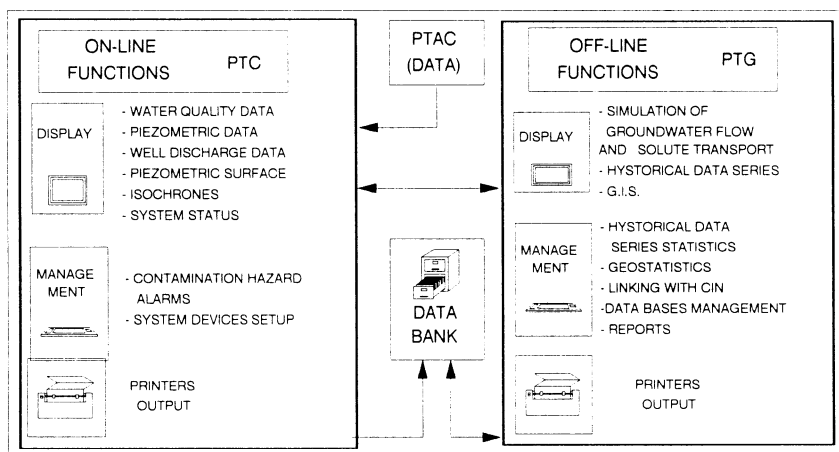 ON-LINE
FUNCTIONS
PTC
DISPLAY
- WATER QUALITY DATA
- PIEZOMETRIC DATA
- WELL DISCHARGE DATA
- PIEZOMETRIC SURFACE
- ISOCHRONES
- SYSTEM STATUS
MANAGE
MENT
- CONTAMINATION HAZARD
ALARMS
- SYSTEM DEVICES SETUP
PRINTERS
OUTPUT
PTAC
(DATA)
DATA
BANK
OFF-LINE
FUNCTIONS
PTG
DISPLAY
- SIMULATION OF
GROUNDWATER FLOW
AND SOLUTE TRANSPORT
- HYSTORICAL DATA SERIES
- G.I.S.
MANAGE
MENT
- HYSTORICAL DATA
SERIES STATISTICS
- GEOSTATISTICS
- LINKING WITH CIN
-DATA BASES MANAGEMENT
- REPORTS
PRINTERS
OUTPUT